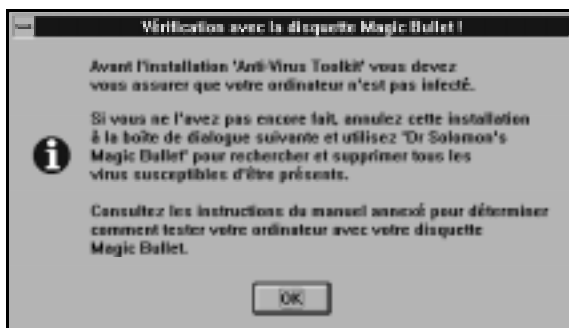 Vérification avec la disquette Magic Bullet !
Avant l'installation 'Anti-Virus Toolkit' vous devez
vous assurer que votre ordinateur n'est pas infecté.
Si vous ne l'avez pas encore fait, annulez cette installation
à la boîte de dialogue suivante et utilisez 'Dr Solomon's
Magic Bullet' pour rechercher et supprimer tous les
virus susceptibles d'être présents.
Consultez les instructions du manuel annexé pour déterminer
comment tester votre ordinateur avec votre disquette
Magic Bullet.
OK